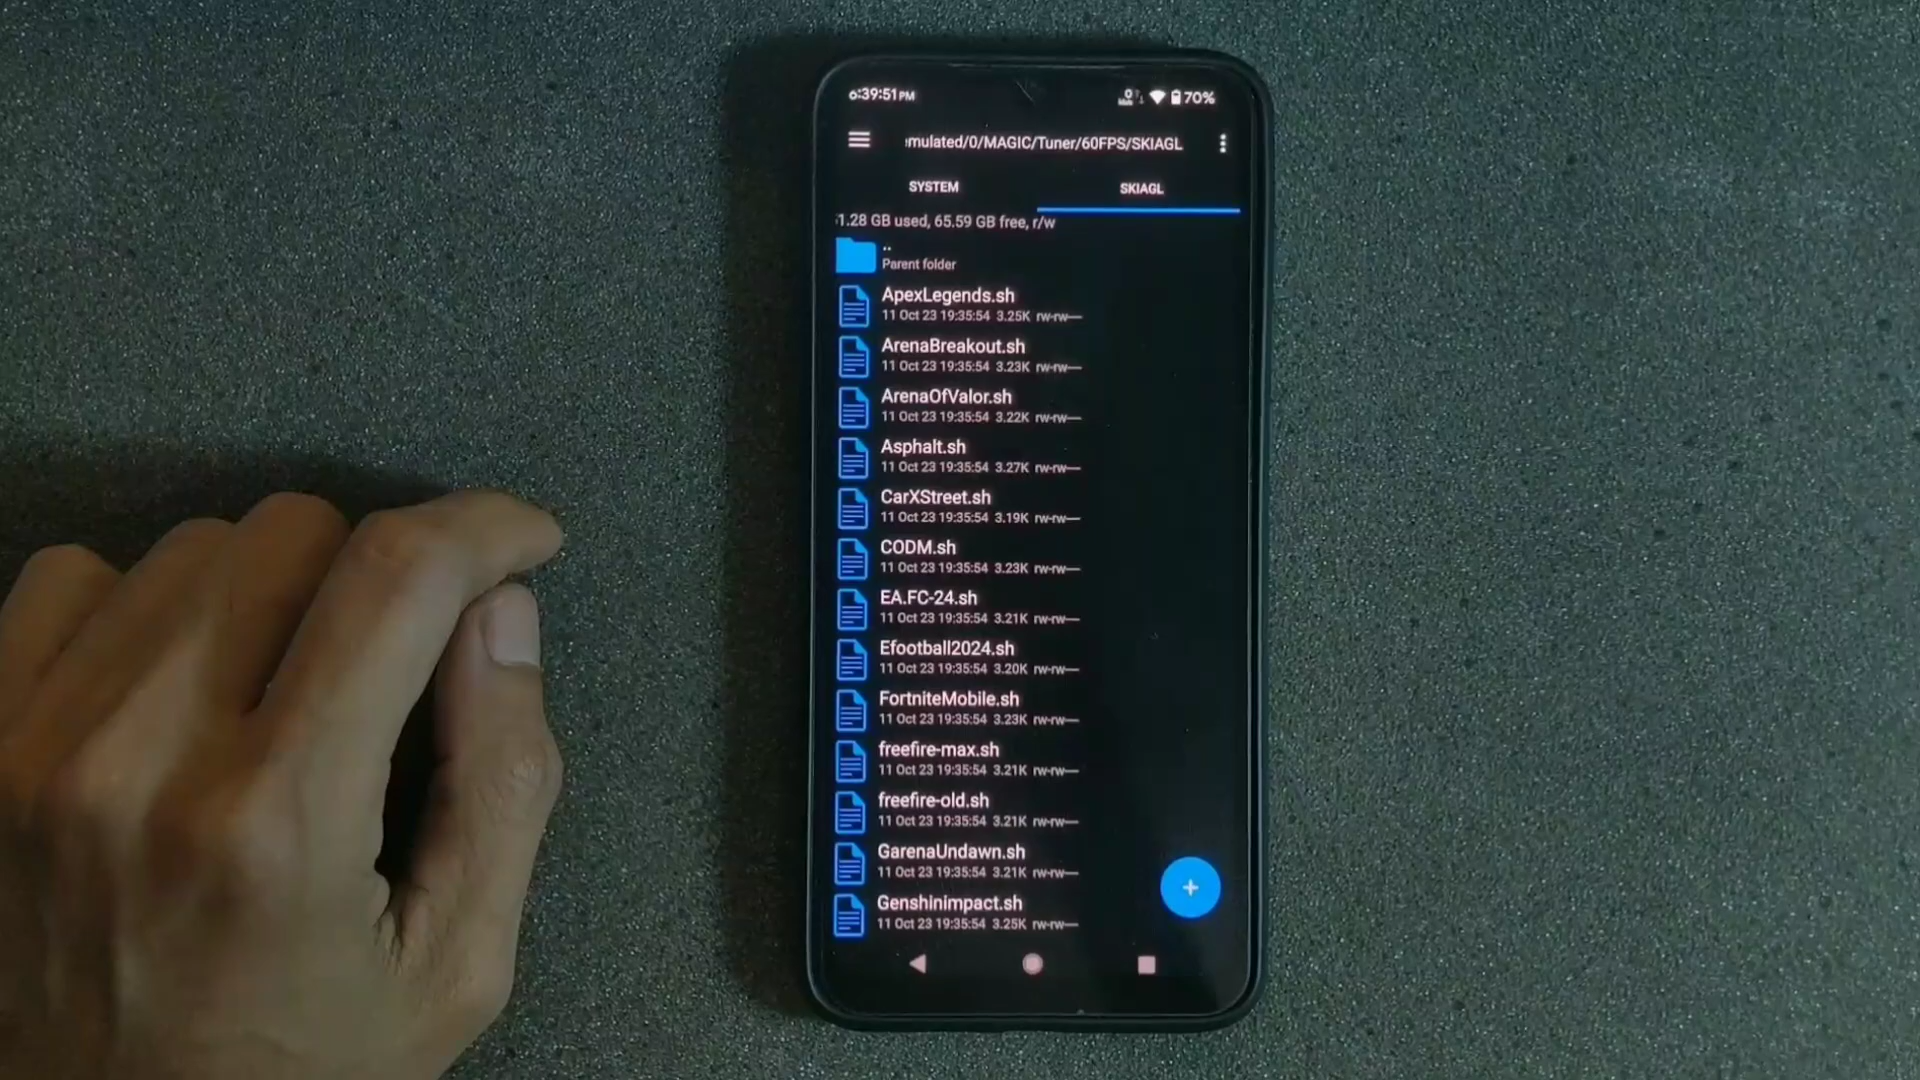 6:39:51 PM
70%
mulated/0/MAGIC/Tuner/60FPS/SKIAGL
SYSTEM
SKIAGL
1.28 GB used, 65.59 GB free, r/w
..
Parent folder
ApexLegends.sh
11 Oct 23 19:35:54 3.25K rw-rw----
ArenaBreakout.sh
11 Oct 23 19:35:54 3.23K rw-rw----
ArenaOfValor.sh
11 Oct 23 19:35:54 3.22K rw-rw----
Asphalt.sh
11 Oct 23 19:35:54 3.27K rw-rw----
CarXStreet.sh
11 Oct 23 19:35:54 3.19K rw-rw----
CODM.sh
11 Oct 23 19:35:54 3.23K rw-rw----
EA.FC-24.sh
11 Oct 23 19:35:54 3.21K rw-rw----
Efootball2024.sh
11 Oct 23 19:35:54 3.20K rw-rw----
FortniteMobile.sh
11 Oct 23 19:35:54 3.23K rw-rw----
freefire-max.sh
11 Oct 23 19:35:54 3.21K rw-rw----
freefire-old.sh
11 Oct 23 19:35:54 3.21K rw-rw----
GarenaUndawn.sh
11 Oct 23 19:35:54 3.21K rw-rw----
GenshinImpact.sh
11 Oct 23 19:35:54 3.25K rw-rw----